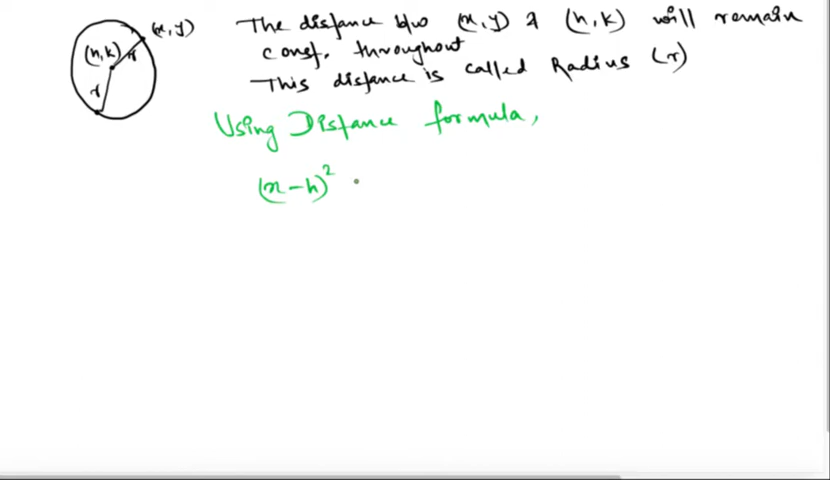 (x,y)
(h,k) r
r
The distance b/w (x,y) & (h,k) will remain
const. throughout
This distance is called Radius (r)
Using Distance formula,
(x-h)²